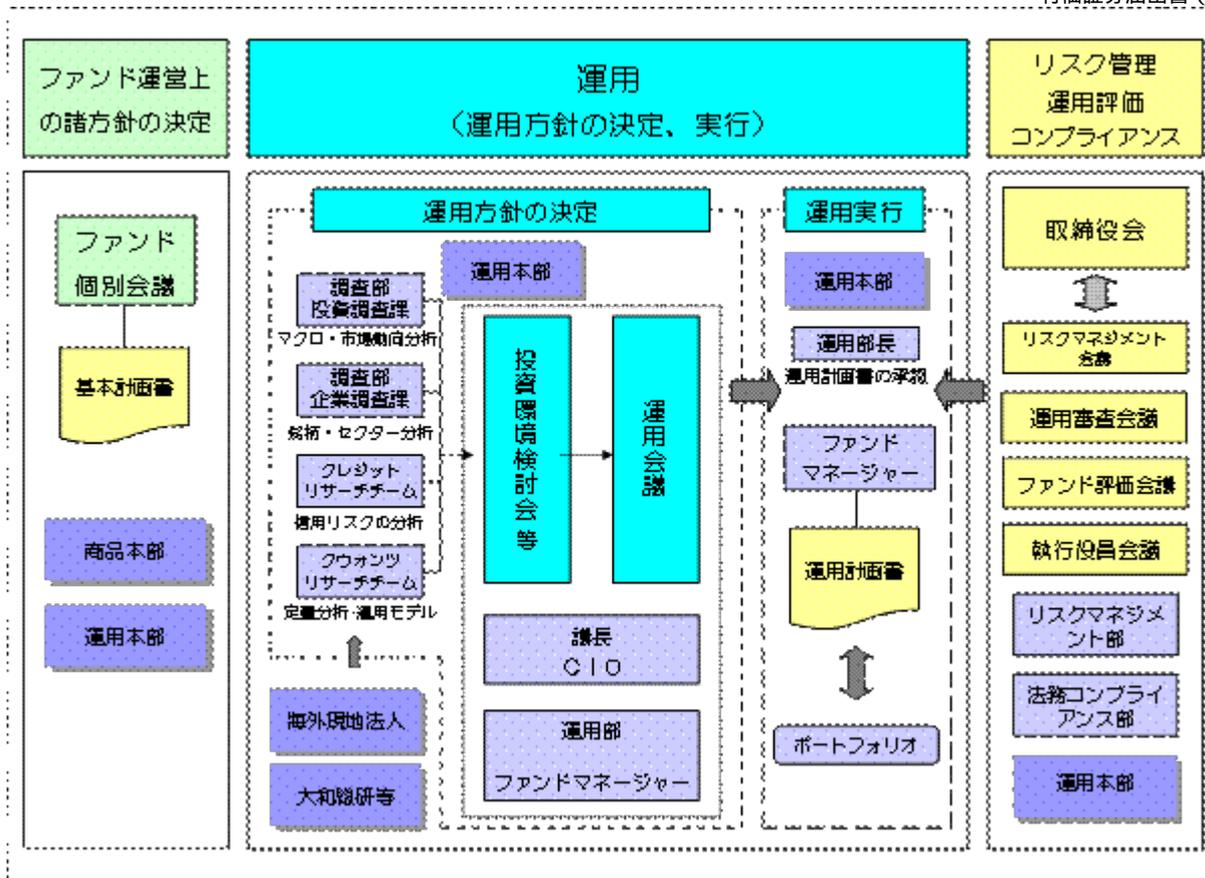 ファンド運営上
の諸方針の決定
運用
（運用方針の決定、実行）
リスク管理
運用評価
コンプライアンス
ファンド
個別会議
基本計画書
商品本部
運用本部
運用方針の決定
運用本部
調査部
投資調査課
マクロ・市場動向分析
調査部
企業調査課
銘柄・セクター分析
クレジット
リサーチチーム
信用リスクの分析
クウォンツ
リサーチチーム
定量分析・運用モデル
海外現地法人
大和総研等
投資環境検討会 等
運用会議
議長
ＣＩＯ
運用部
ファンドマネージャー
運用実行
運用本部
運用部長
運用計画書の承認
ファンド
マネージャー
運用計画書
ポートフォリオ
取締役会
リスクマネジメント
会議
運用審査会議
ファンド評価会議
執行役員会議
リスクマネジメ
ント部
法務コンプライ
アンス部
運用本部